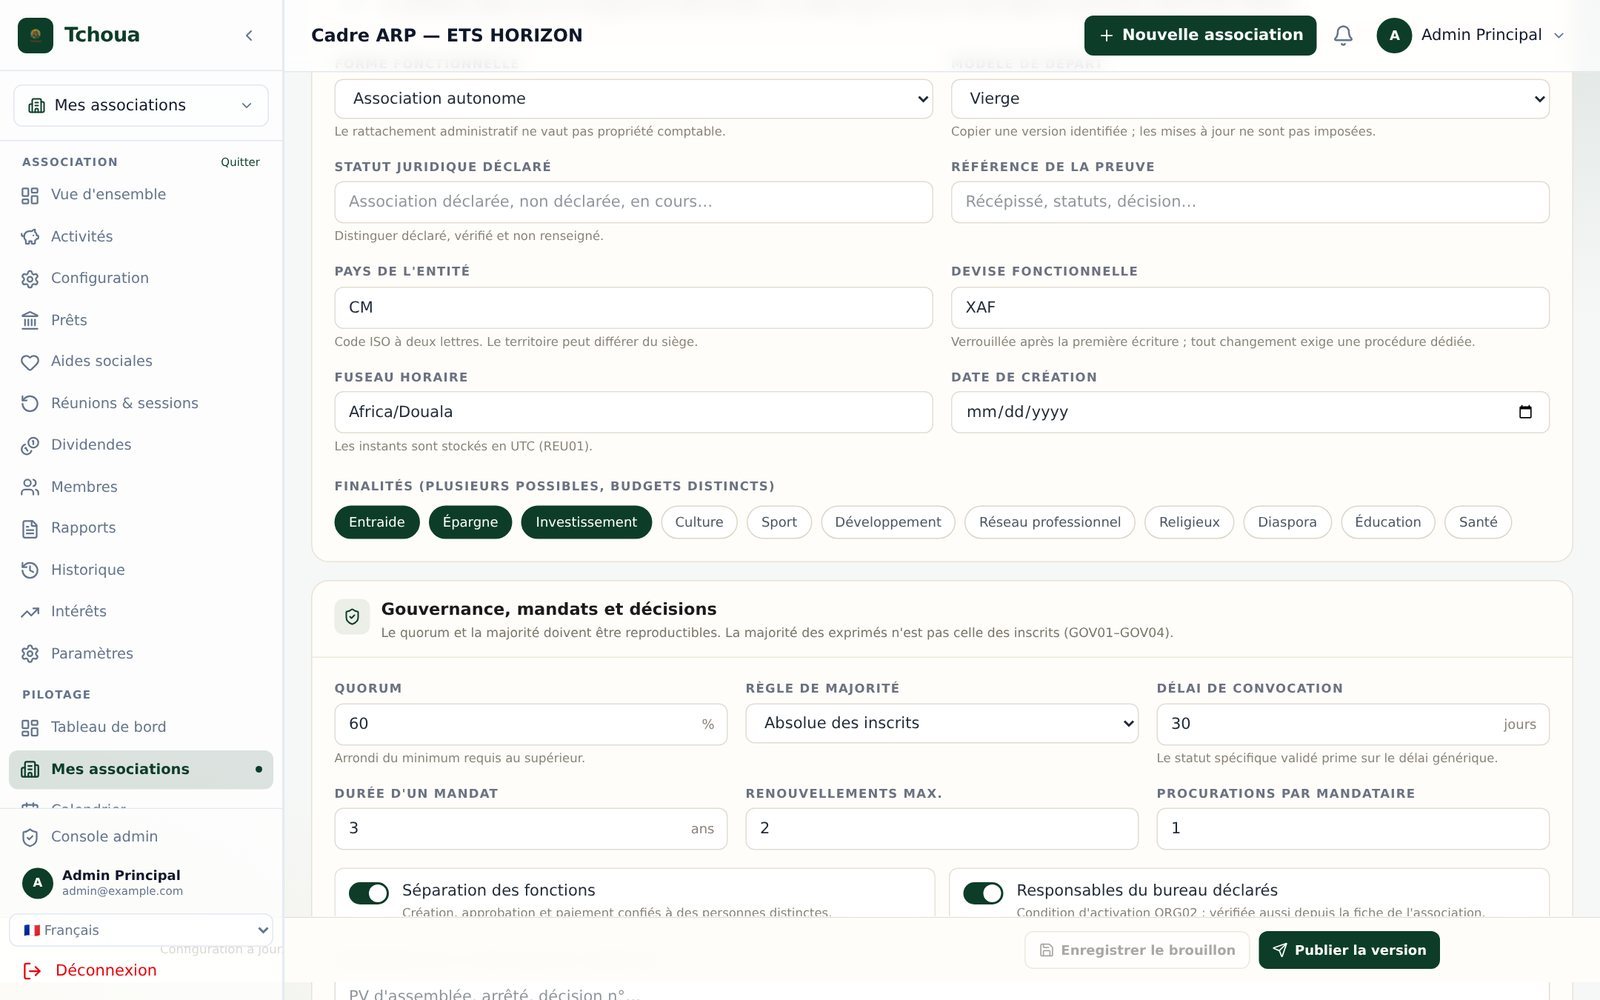 Tchoua
Cadre ARP — ETS HORIZON
Nouvelle association
A
Admin Principal
Mes associations
ASSOCIATION
Quitter
Vue d'ensemble
Activités
Configuration
Prêts
Aides sociales
Réunions & sessions
Dividendes
Membres
Rapports
Historique
Intérêts
Paramètres
PILOTAGE
Tableau de bord
Mes associations
Calendrier
Console admin
A
Admin Principal
admin@example.com
🇫🇷 Français
Configuration à jour
Déconnexion
FORME FONCTIONNELLE
MODÈLE DE DÉPART
Association autonome
Vierge
Le rattachement administratif ne vaut pas propriété comptable.
Copier une version identifiée ; les mises à jour ne sont pas imposées.
STATUT JURIDIQUE DÉCLARÉ
RÉFÉRENCE DE LA PREUVE
Association déclarée, non déclarée, en cours…
Récépissé, statuts, décision…
Distinguer déclaré, vérifié et non renseigné.
PAYS DE L'ENTITÉ
DEVISE FONCTIONNELLE
CM
XAF
Code ISO à deux lettres. Le territoire peut différer du siège.
Verrouillée après la première écriture ; tout changement exige une procédure dédiée.
FUSEAU HORAIRE
DATE DE CRÉATION
Africa/Douala
mm/dd/yyyy
Les instants sont stockés en UTC (REU01).
FINALITÉS (PLUSIEURS POSSIBLES, BUDGETS DISTINCTS)
Entraide
Épargne
Investissement
Culture
Sport
Développement
Réseau professionnel
Religieux
Diaspora
Éducation
Santé
Gouvernance, mandats et décisions
Le quorum et la majorité doivent être reproductibles. La majorité des exprimés n'est pas celle des inscrits (GOV01–GOV04).
QUORUM
RÈGLE DE MAJORITÉ
DÉLAI DE CONVOCATION
60 %
Absolue des inscrits
30 jours
Arrondi du minimum requis au supérieur.
Le statut spécifique validé prime sur le délai générique.
DURÉE D'UN MANDAT
RENOUVELLEMENTS MAX.
PROCURATIONS PAR MANDATAIRE
3 ans
2
1
Séparation des fonctions
Responsables du bureau déclarés
Création, approbation et paiement confiés à des personnes distinctes.
Condition d'activation ORG02 ; vérifiée aussi depuis la fiche de l'association.
Enregistrer le brouillon
Publier la version
PV d'assemblée, arrêté, décision n°…